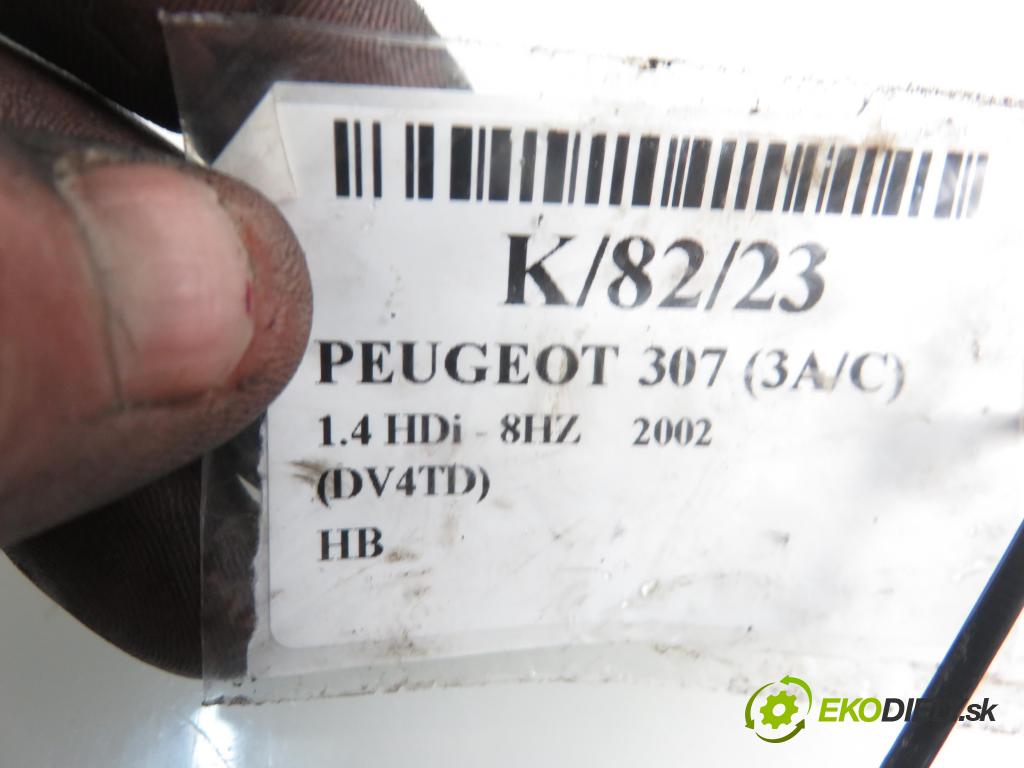 K/82/23
PEUGEOT 307 (3A/C)
1.4 HDi - 8HZ 2002
(DV4TD)
HB
EKODIELY.sk